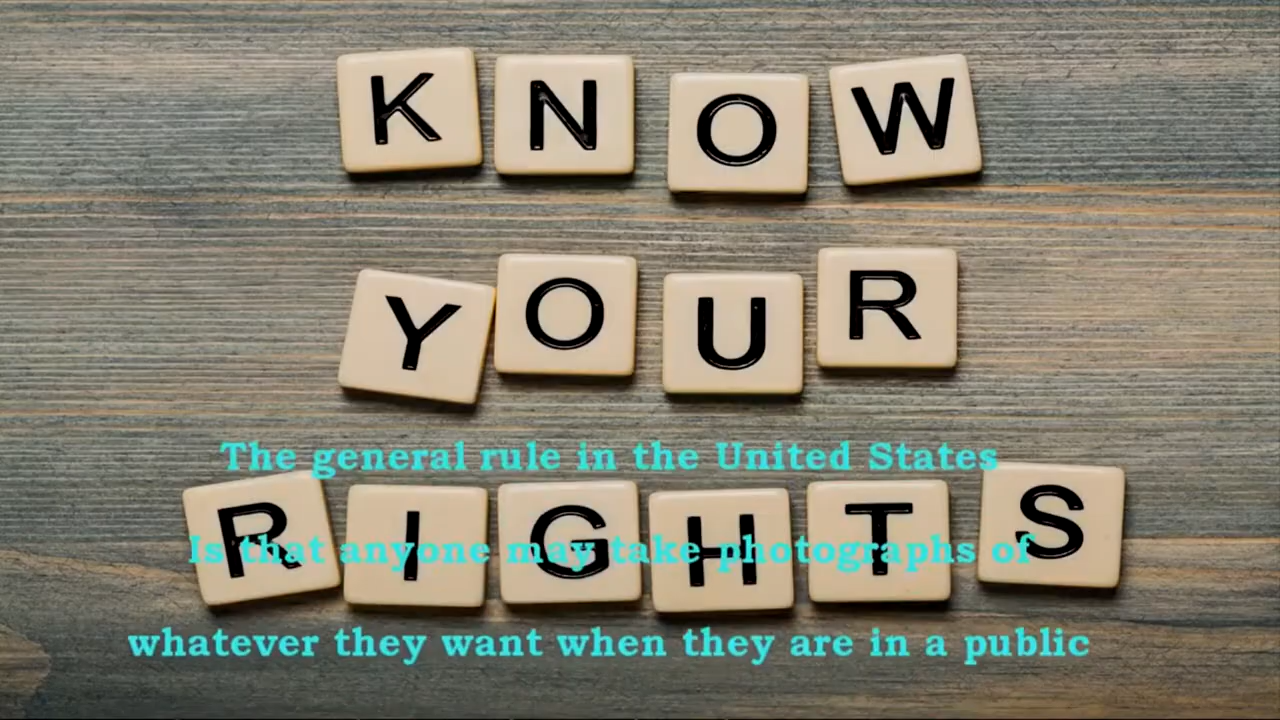 KNOW
YOUR
The general rule in the United States
RIGHTS
Is that anyone may take photographs of
whatever they want when they are in a public